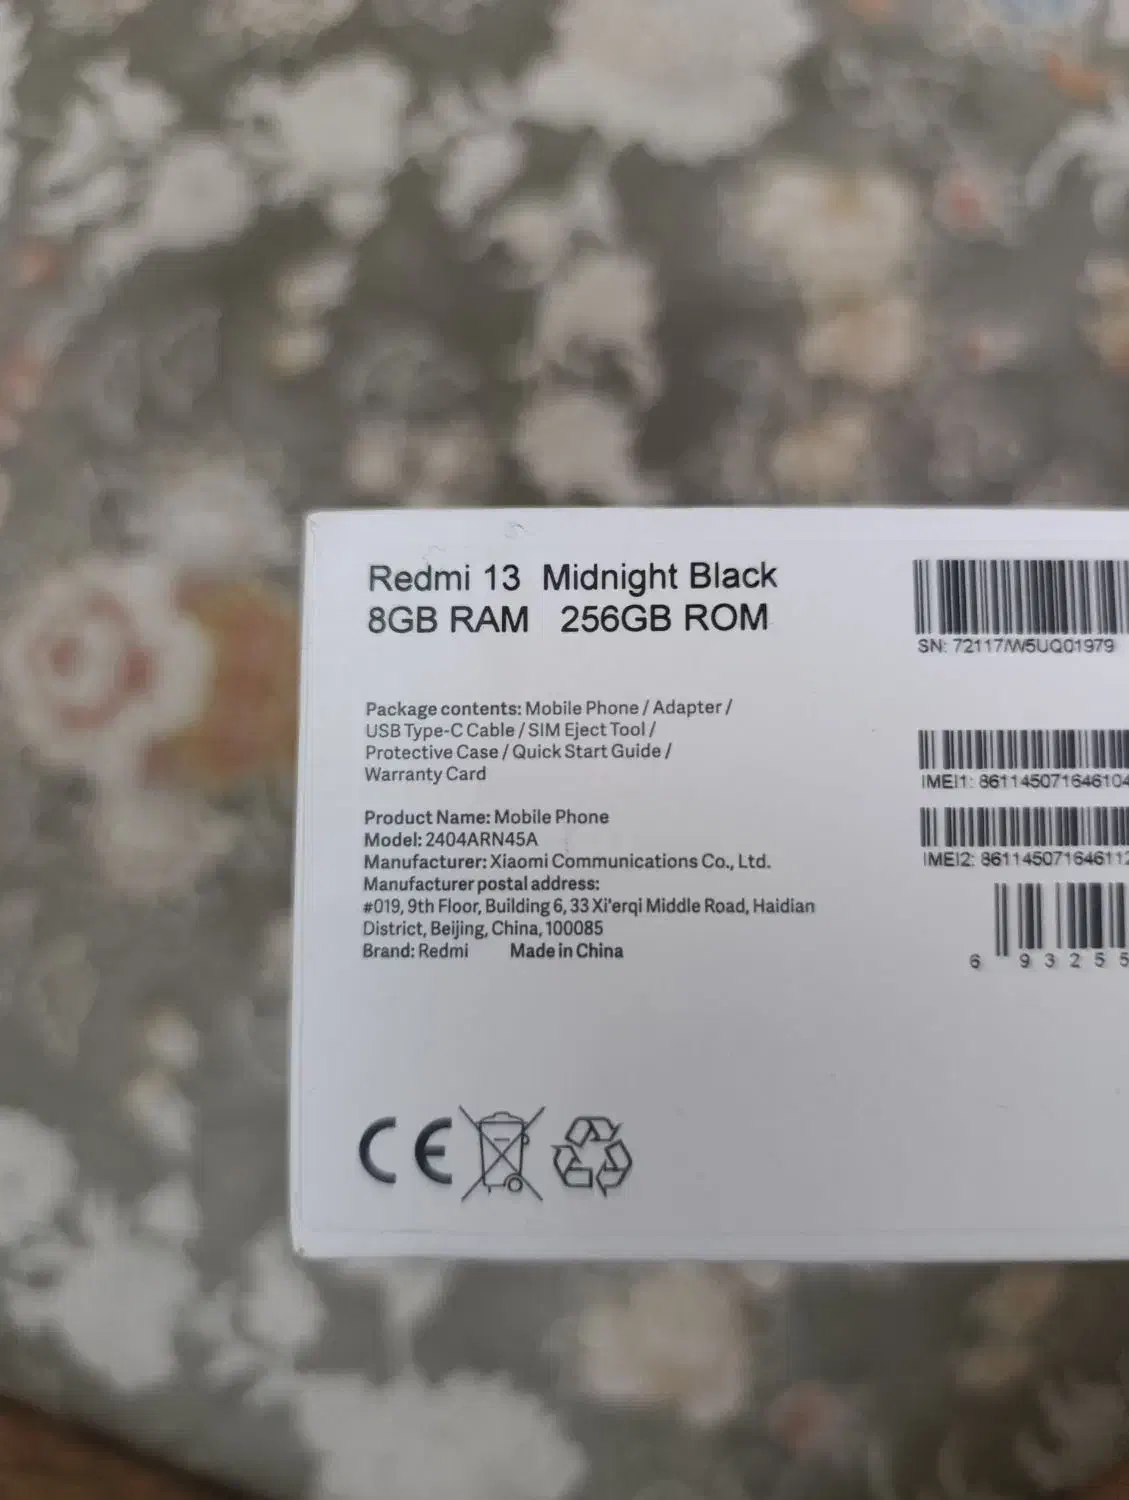 Redmi 13 Midnight Black
8GB RAM 256GB ROM
SN: 72117/W5UQ01979
Package contents: Mobile Phone / Adapter /
USB Type-C Cable / SIM Eject Tool /
Protective Case / Quick Start Guide /
Warranty Card
IMEI1: 861145071646104
IMEI2: 861145071646112
Product Name: Mobile Phone
Model: 2404ARN45A
Manufacturer: Xiaomi Communications Co., Ltd.
Manufacturer postal address:
#019, 9th Floor, Building 6, 33 Xi'erqi Middle Road, Haidian
District, Beijing, China, 100085
Brand: Redmi Made in China
6 93255
CE